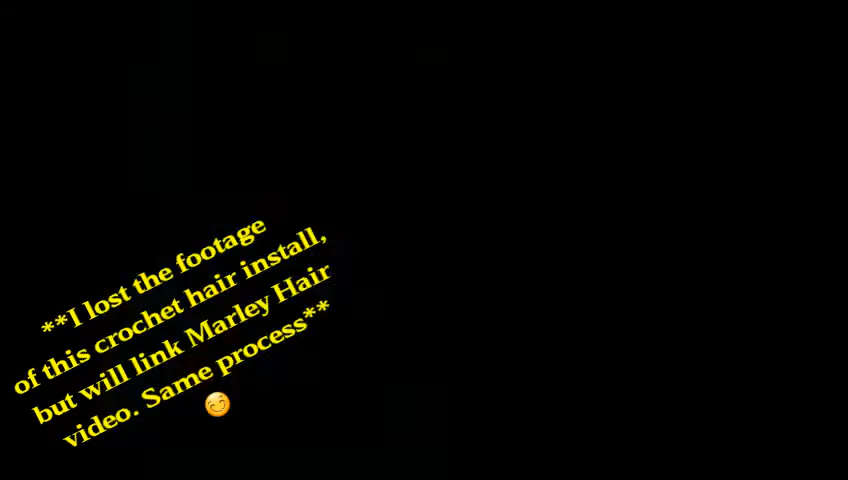 **I lost the footage
of this crochet hair install,
but will link Marley Hair
video. Same process**
😊